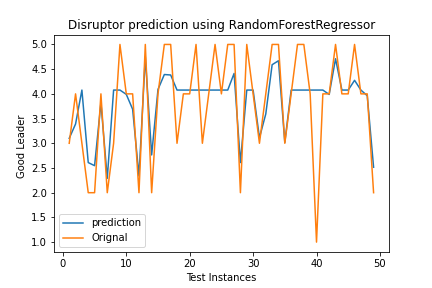 Disruptor prediction using RandomForestRegressor
Good Leader
5.0
4.5
4.0
3.5
3.0
2.5
2.0
1.5
1.0
prediction
Orignal
0 10 20 30 40 50
Test Instances